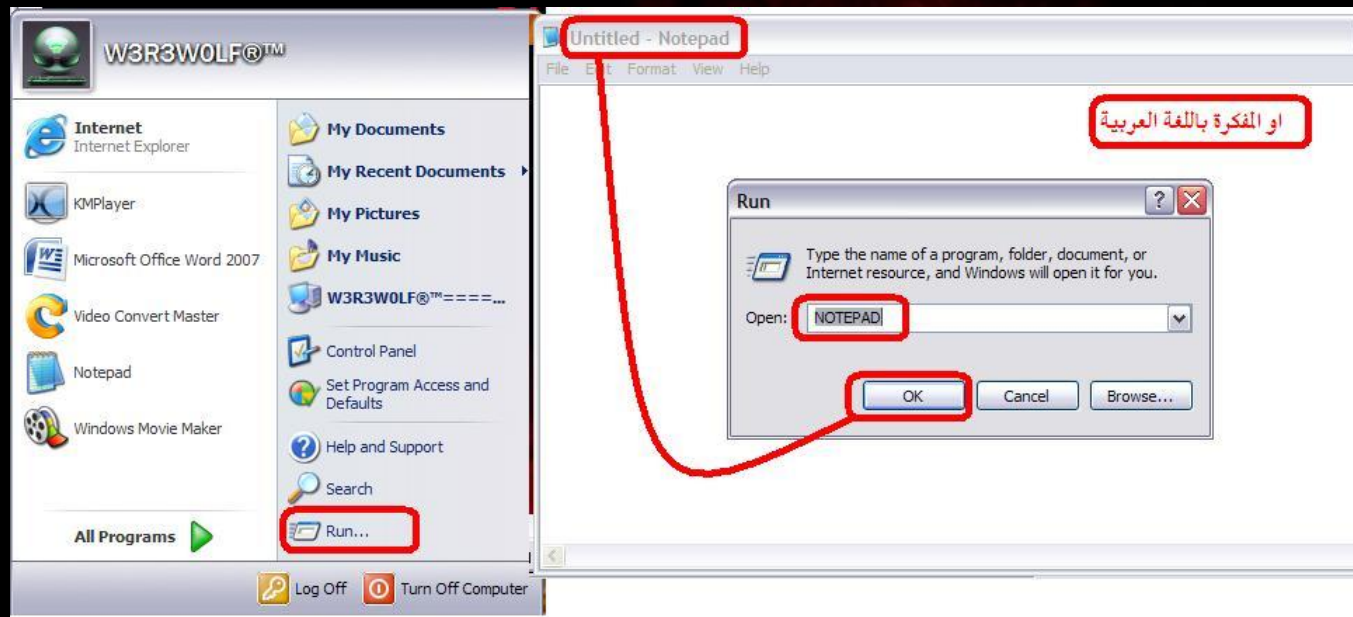 W3R3W0LF®™
Internet
Internet Explorer
KMPlayer
Microsoft Office Word 2007
Video Convert Master
Notepad
Windows Movie Maker
All Programs
My Documents
My Recent Documents
My Pictures
My Music
W3R3W0LF®™====...
Control Panel
Set Program Access and
Defaults
Help and Support
Search
Run...
Log Off
Turn Off Computer
Untitled - Notepad
File Edit Format View Help
او المفكرة باللغة العربية
Run
Type the name of a program, folder, document, or
Internet resource, and Windows will open it for you.
Open: NOTEPAD
OK Cancel Browse...